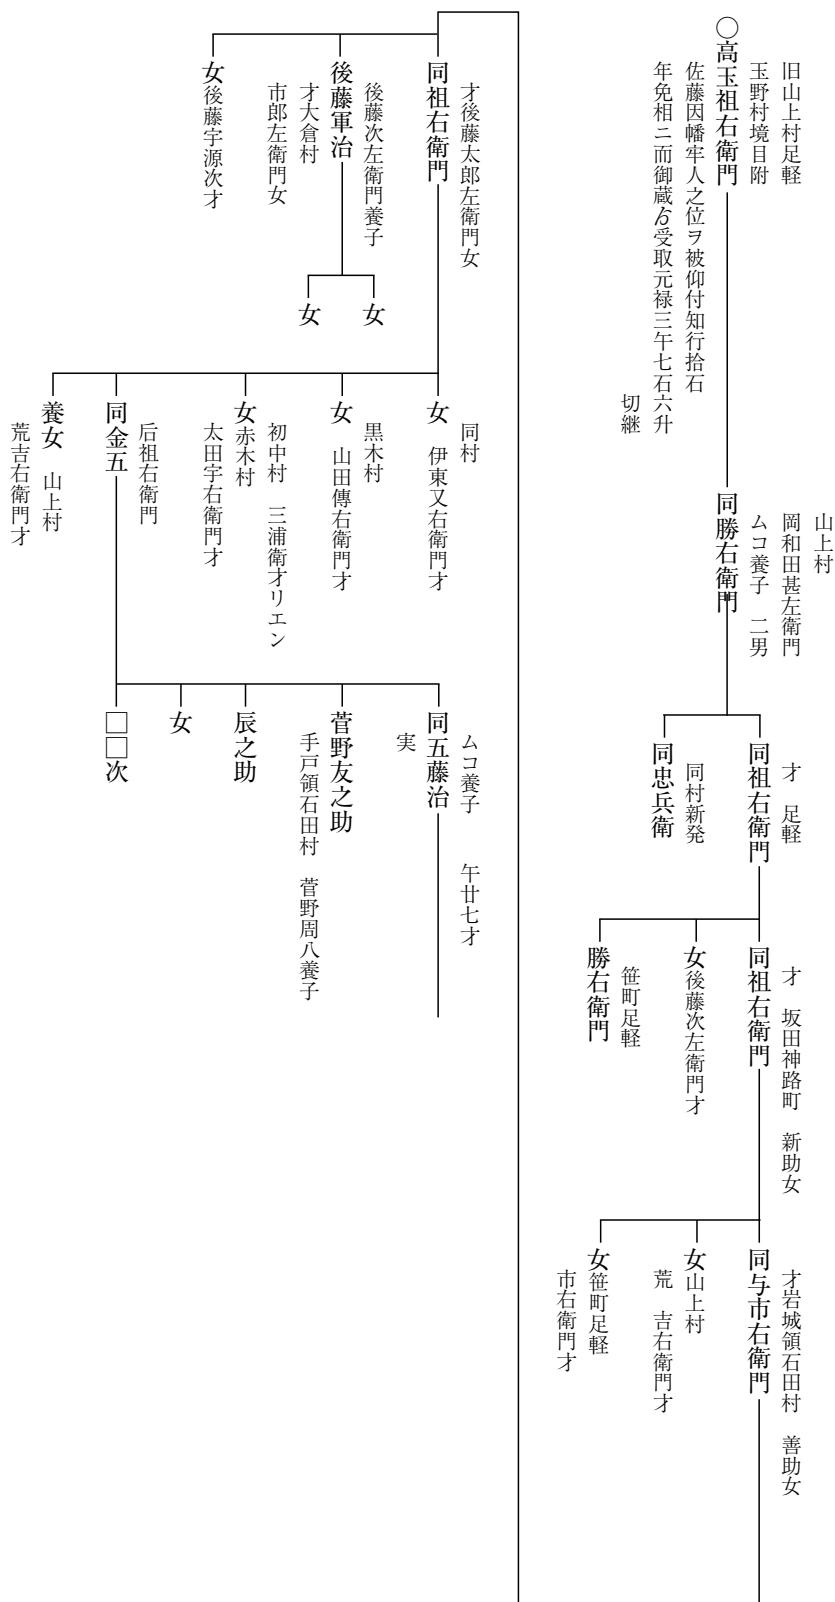 旧山上村足軽
玉野村境目附
○高玉祖右衛門
佐藤因幡牢人之位ヲ被仰付知行拾石
年免相ニ而御蔵ゟ受取元禄三午七石六升
切継
山上村
岡和田甚左衛門
ムコ養子　二男
同勝右衛門
才　足軽
同祖右衛門
同村新発
同忠兵衛
才　坂田神路町　新助女
同祖右衛門
女後藤次左衛門才
笹町足軽
勝右衛門
才岩城領石田村　善助女
同与市右衛門
女山上村
荒　吉右衛門才
女笹町足軽
市右衛門才
才後藤太郎左衛門女
同祖右衛門
後藤次左衛門養子
後藤軍治
才大倉村
市郎左衛門女
女後藤宇源次才
女
女
同村
女　伊東又右衛門才
黒木村
女　山田傳右衛門才
初中村　三浦衛才リエン
女赤木村
太田宇右衛門才
后祖右衛門
同金五
養女　山上村
荒吉右衛門才
ムコ養子　午廿七才
同五藤治
実
菅野友之助
手戸領石田村　菅野周八養子
辰之助
女
□□次